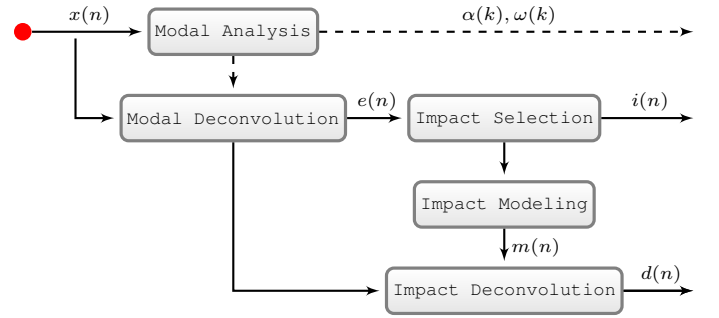 x(n)
Modal Analysis
α(k), ω(k)
Modal Deconvolution
e(n)
Impact Selection
i(n)
Impact Modeling
m(n)
Impact Deconvolution
d(n)